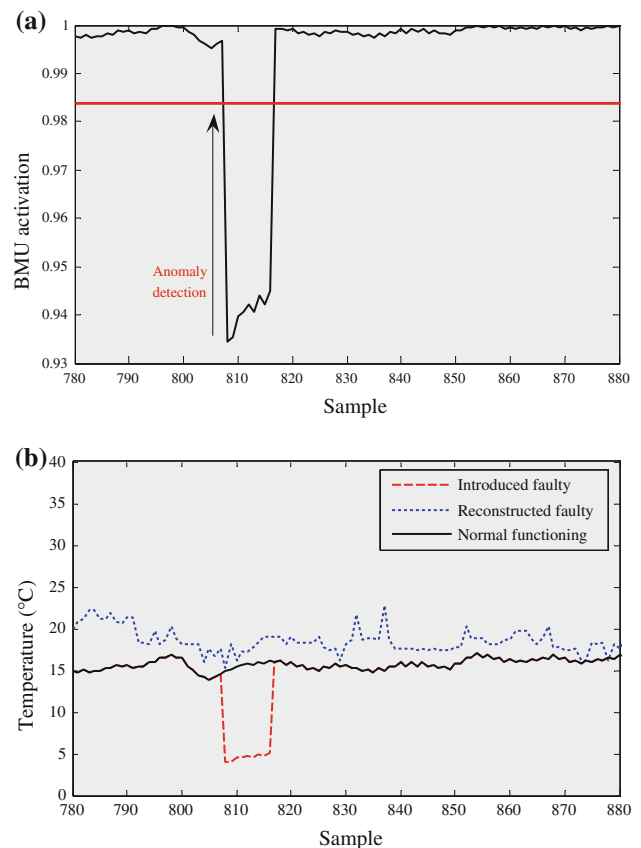 (a)
1
0.99
0.98
0.97
0.96
0.95
0.94
0.93
BMU activation
Anomaly
detection
780 790 800 810 820 830 840 850 860 870 880
Sample
(b)
40
35
30
25
20
15
10
5
0
Temperature (°C)
Introduced faulty
Reconstructed faulty
Normal functioning
780 790 800 810 820 830 840 850 860 870 880
Sample